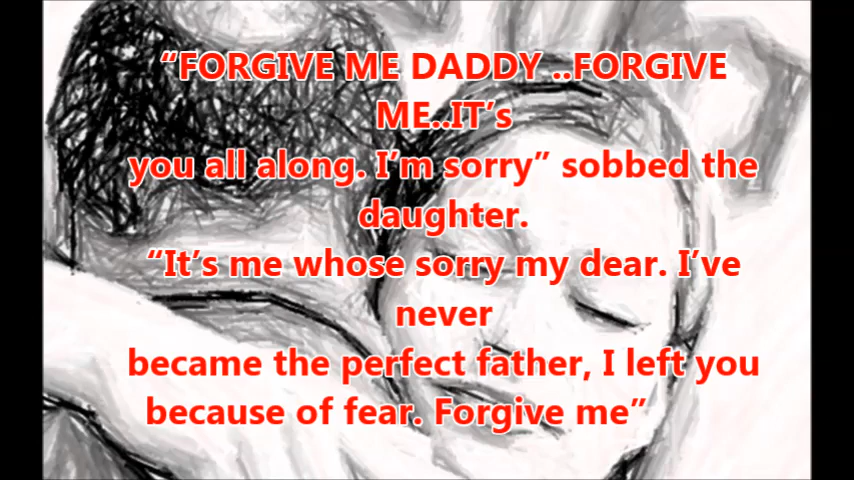 “FORGIVE ME DADDY ..FORGIVE
ME..IT’s
you all along. I’m sorry” sobbed the
daughter.
“It’s me whose sorry my dear. I’ve
never
became the perfect father, I left you
because of fear. Forgive me”